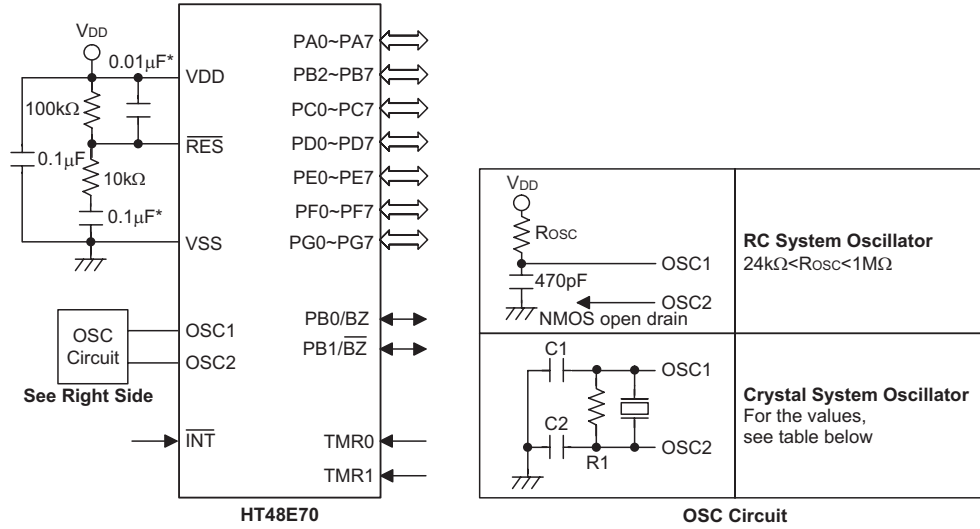 VDD
0.01µF*
100kΩ
0.1µF
10kΩ
0.1µF*
VDD
RES
VSS
OSC
Circuit
See Right Side
OSC1
OSC2
INT
PA0~PA7
PB2~PB7
PC0~PC7
PD0~PD7
PE0~PE7
PF0~PF7
PG0~PG7
PB0/BZ
PB1/BZ
TMR0
TMR1
HT48E70
VDD
ROSC
470pF
OSC1
OSC2
NMOS open drain
RC System Oscillator
24kΩ<ROSC<1MΩ
C1
C2
R1
OSC1
OSC2
Crystal System Oscillator
For the values,
see table below
OSC Circuit